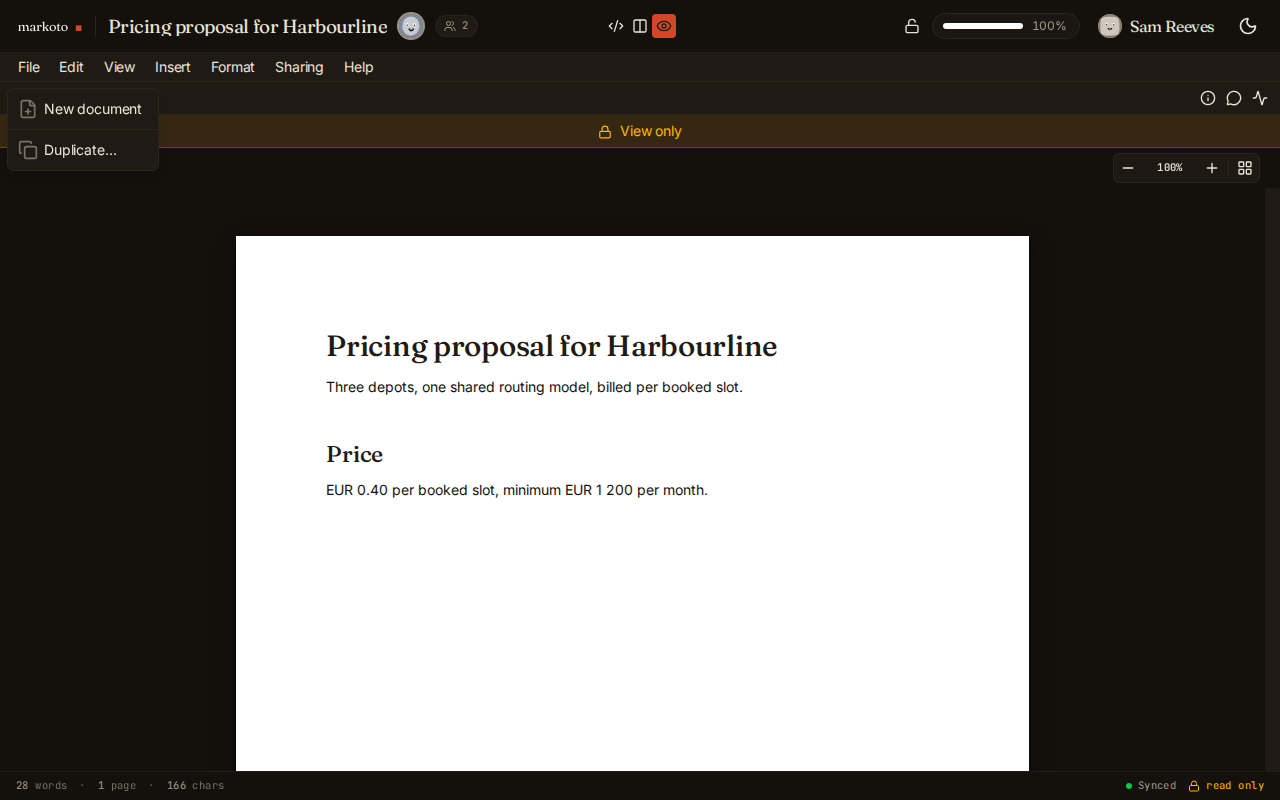 markoto
Pricing proposal for Harbourline
2
100%
Sam Reeves
File Edit View Insert Format Sharing Help
New document
Duplicate...
View only
100%
Pricing proposal for Harbourline
Three depots, one shared routing model, billed per booked slot.
Price
EUR 0.40 per booked slot, minimum EUR 1 200 per month.
28 words · 1 page · 166 chars
Synced
read only